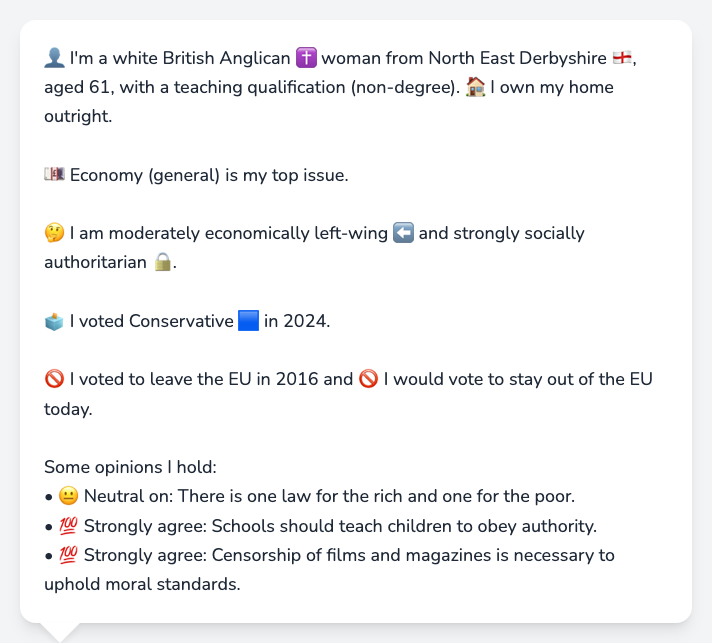 👤 I'm a white British Anglican ✝️ woman from North East Derbyshire 🏴󠁧󠁢󠁥󠁮󠁧󠁿,
aged 61, with a teaching qualification (non-degree). 🏠 I own my home
outright.
💷 Economy (general) is my top issue.
🤔 I am moderately economically left-wing ⬅️ and strongly socially
authoritarian 🔒.
🗳️ I voted Conservative 🟦 in 2024.
🚫 I voted to leave the EU in 2016 and 🚫 I would vote to stay out of the EU
today.
Some opinions I hold:
• 😐 Neutral on: There is one law for the rich and one for the poor.
• 💯 Strongly agree: Schools should teach children to obey authority.
• 💯 Strongly agree: Censorship of films and magazines is necessary to
uphold moral standards.